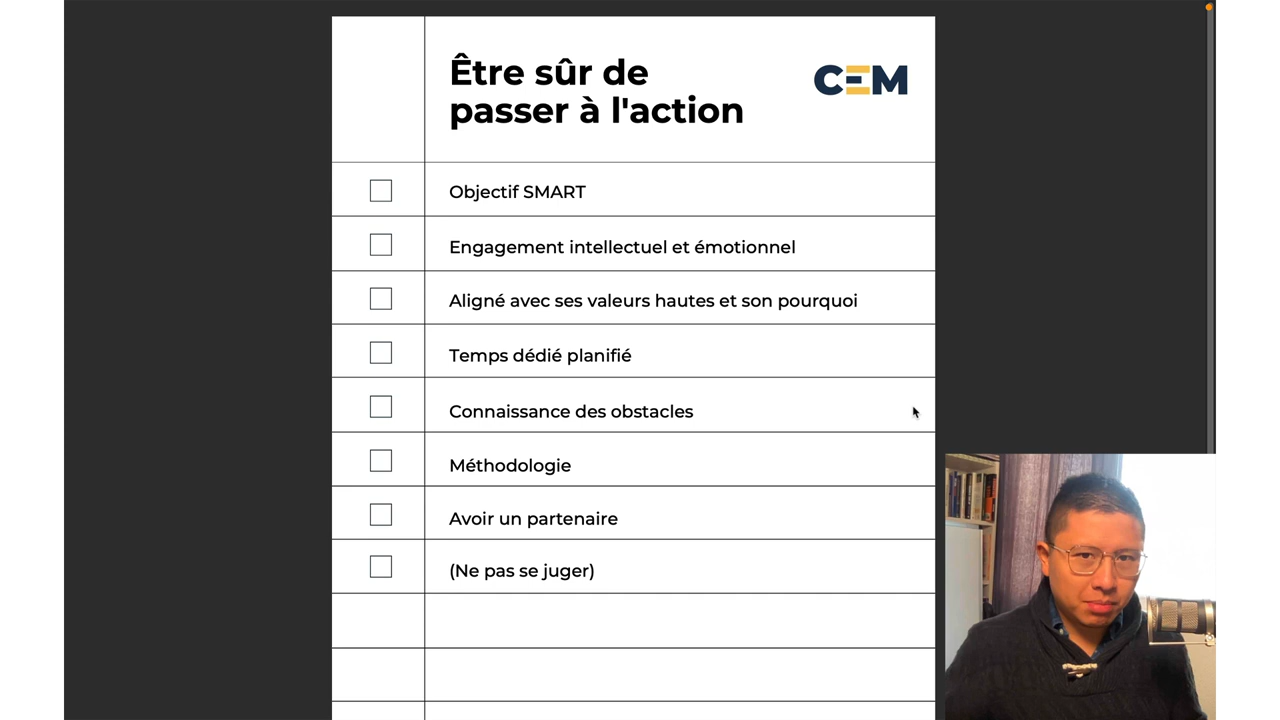 Être sûr de
passer à l'action
CEM
Objectif SMART
Engagement intellectuel et émotionnel
Aligné avec ses valeurs hautes et son pourquoi
Temps dédié planifié
Connaissance des obstacles
Méthodologie
Avoir un partenaire
(Ne pas se juger)